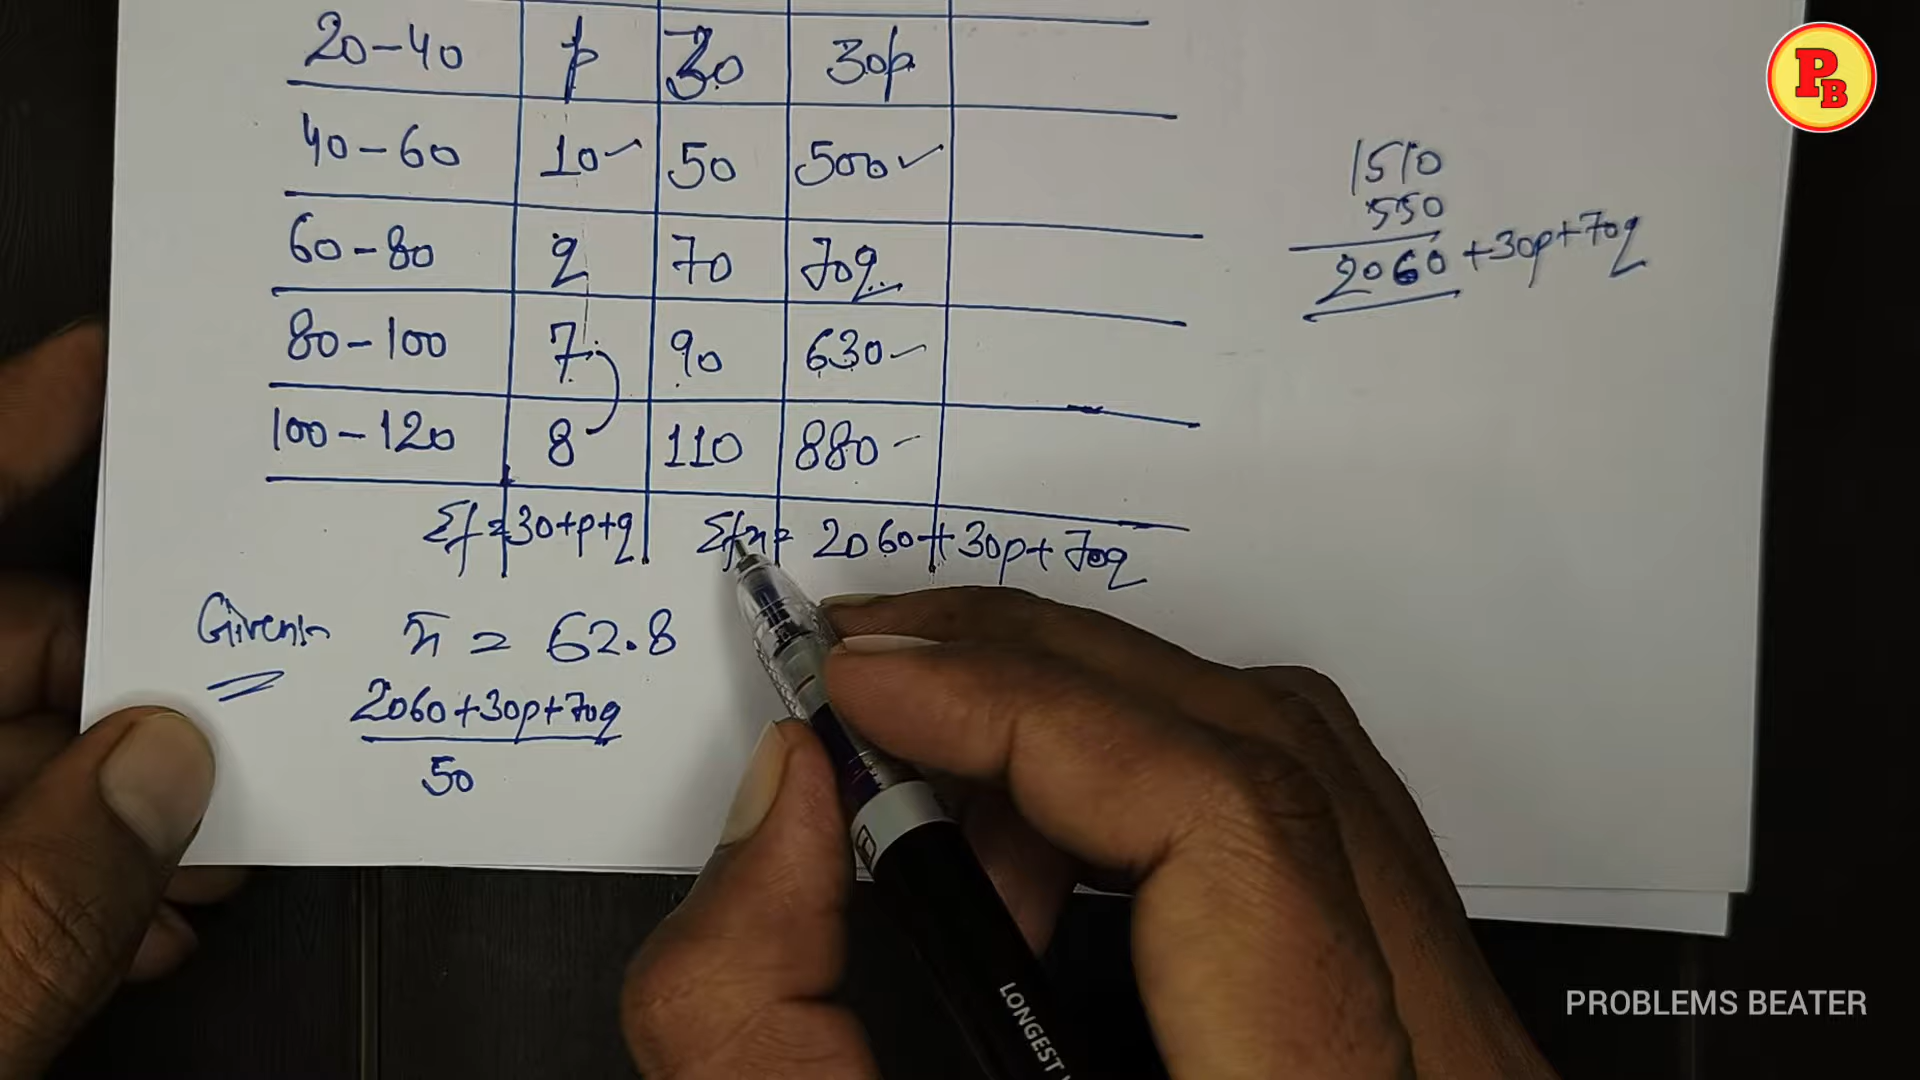 20-40 p 30 30p
40-60 10 50 500
60-80 q 70 70q
80-100 7 90 630
100-120 8 110 880
Σf = 30+p+q Σfx = 2060+30p+70q
Given:- x̄ = 62.8
2060+30p+70q
50
1510
550
2060 +30p+70q
PB
LONGEST
PROBLEMS BEATER